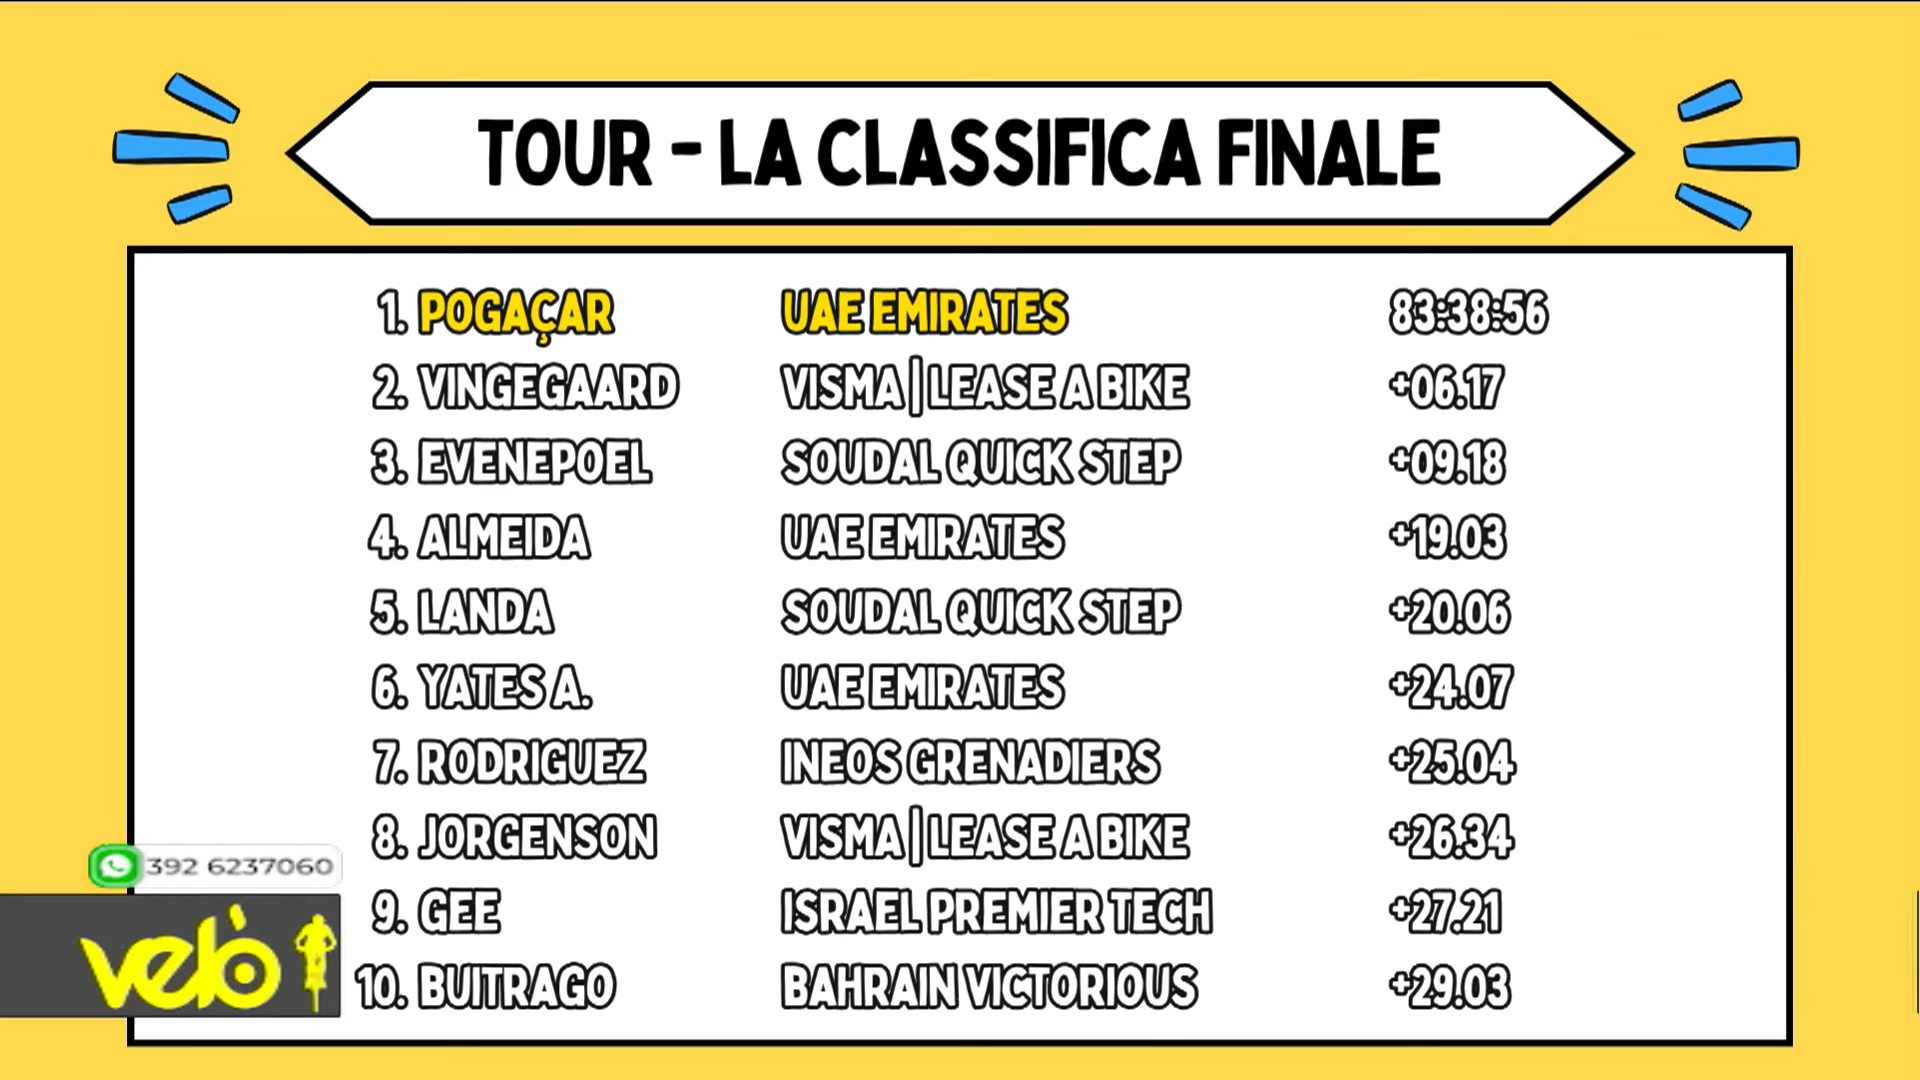 TOUR - LA CLASSIFICA FINALE
1. POGAÇAR UAE EMIRATES 83:38:56
2. VINGEGAARD VISMA | LEASE A BIKE +06.17
3. EVENEPOEL SOUDAL QUICK STEP +09.18
4. ALMEIDA UAE EMIRATES +19.03
5. LANDA SOUDAL QUICK STEP +20.06
6. YATES A. UAE EMIRATES +24.07
7. RODRIGUEZ INEOS GRENADIERS +25.04
8. JORGENSON VISMA | LEASE A BIKE +26.34
9. GEE ISRAEL PREMIER TECH +27.21
10. BUITRAGO BAHRAIN VICTORIOUS +29.03
392 6237060
velò